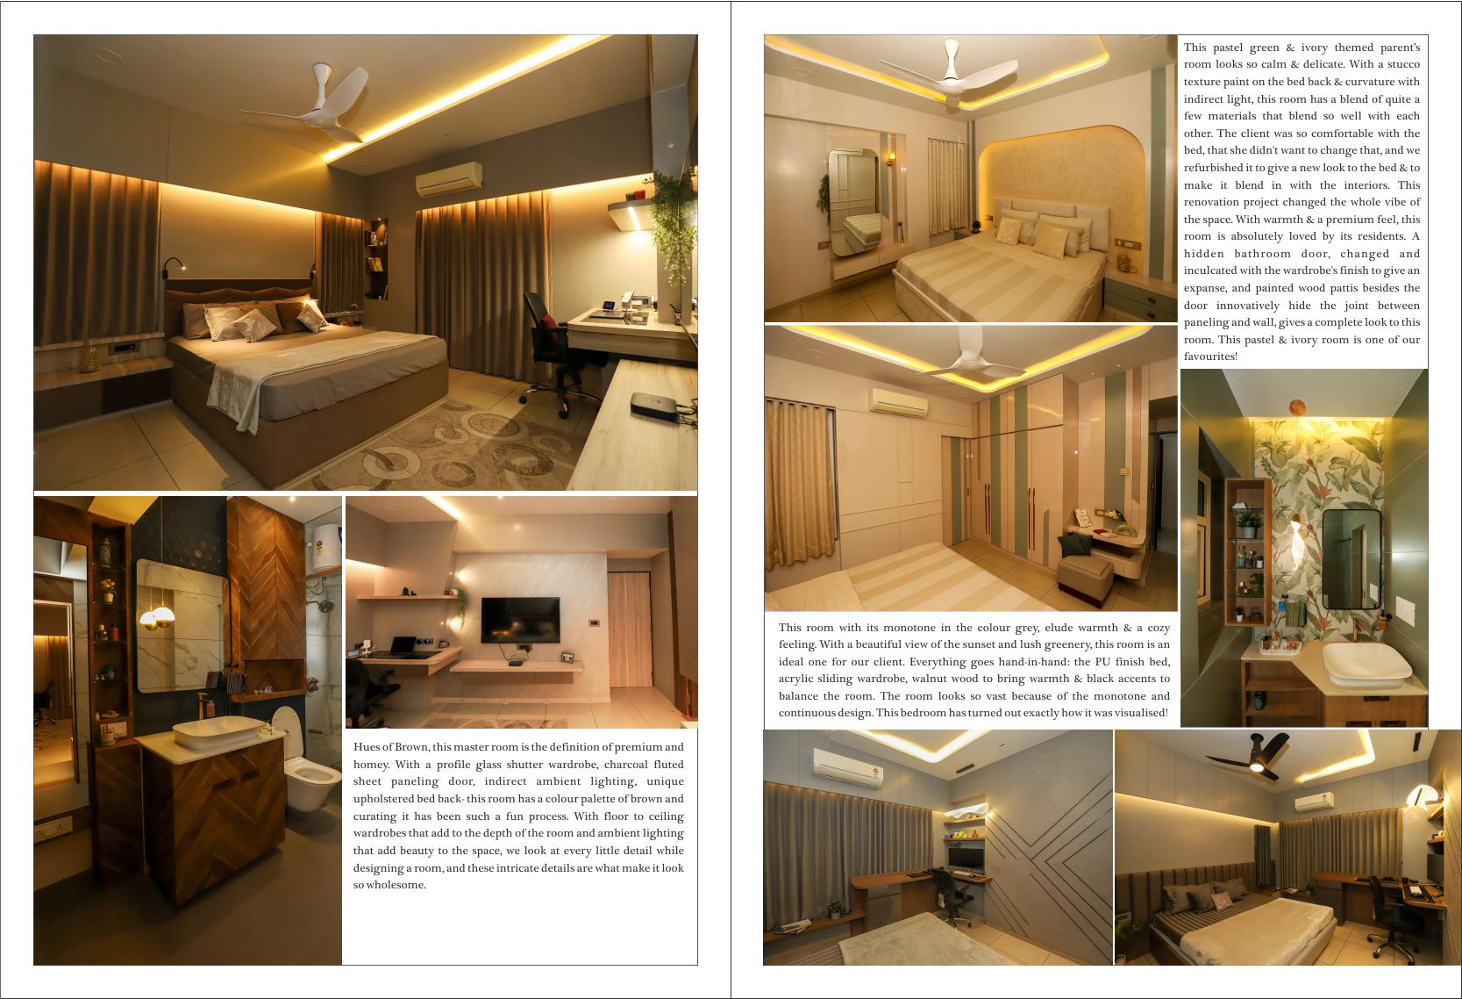 Hues of Brown, this master room is the definition of premium and
homey. With a profile glass shutter wardrobe, charcoal fluted
sheet paneling door, indirect ambient lighting, unique
upholstered bed back- this room has a colour palette of brown and
curating it has been such a fun process. With floor to ceiling
wardrobes that add to the depth of the room and ambient lighting
that add beauty to the space, we look at every little detail while
designing a room, and these intricate details are what make it look
so wholesome.
This pastel green & ivory themed parent's
room looks so calm & delicate. With a stucco
texture paint on the bed back & curvature with
indirect light, this room has a blend of quite a
few materials that blend so well with each
other. The client was so comfortable with the
bed, that she didn't want to change that, and we
refurbished it to give a new look to the bed & to
make it blend in with the interiors. This
renovation project changed the whole vibe of
the space. With warmth & a premium feel, this
room is absolutely loved by its residents. A
hidden bathroom door, changed and
inculcated with the wardrobe's finish to give an
expanse, and painted wood pattis besides the
door innovatively hide the joint between
paneling and wall, gives a complete look to this
room. This pastel & ivory room is one of our
favourites!
This room with its monotone in the colour grey, elude warmth & a cozy
feeling. With a beautiful view of the sunset and lush greenery, this room is an
ideal one for our client. Everything goes hand-in-hand: the PU finish bed,
acrylic sliding wardrobe, walnut wood to bring warmth & black accents to
balance the room. The room looks so vast because of the monotone and
continuous design. This bedroom has turned out exactly how it was visualised!